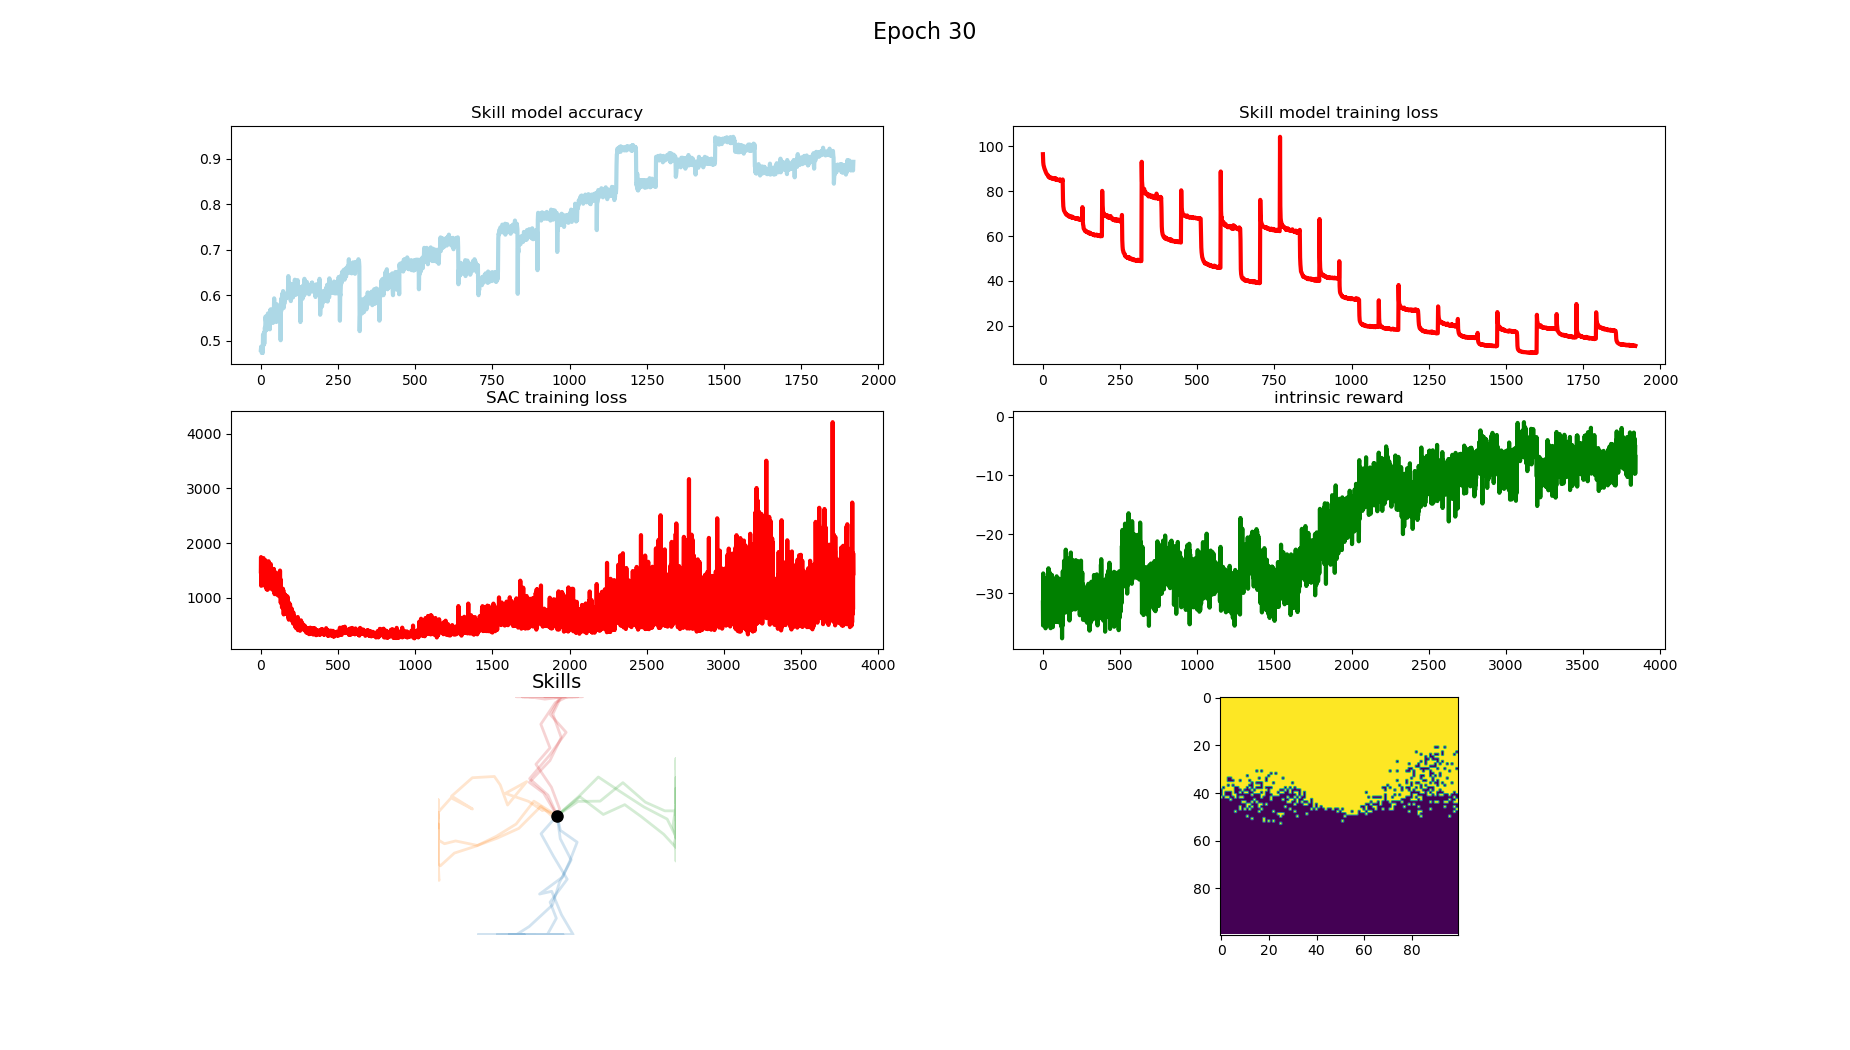 Epoch 30
Skill model accuracy
0.9
0.8
0.7
0.6
0.5
0 250 500 750 1000 1250 1500 1750 2000
Skill model training loss
100
80
60
40
20
0 250 500 750 1000 1250 1500 1750 2000
SAC training loss
4000
3000
2000
1000
0 500 1000 1500 2000 2500 3000 3500 4000
intrinsic reward
0
−10
−20
−30
0 500 1000 1500 2000 2500 3000 3500 4000
Skills
0
20
40
60
80
0 20 40 60 80